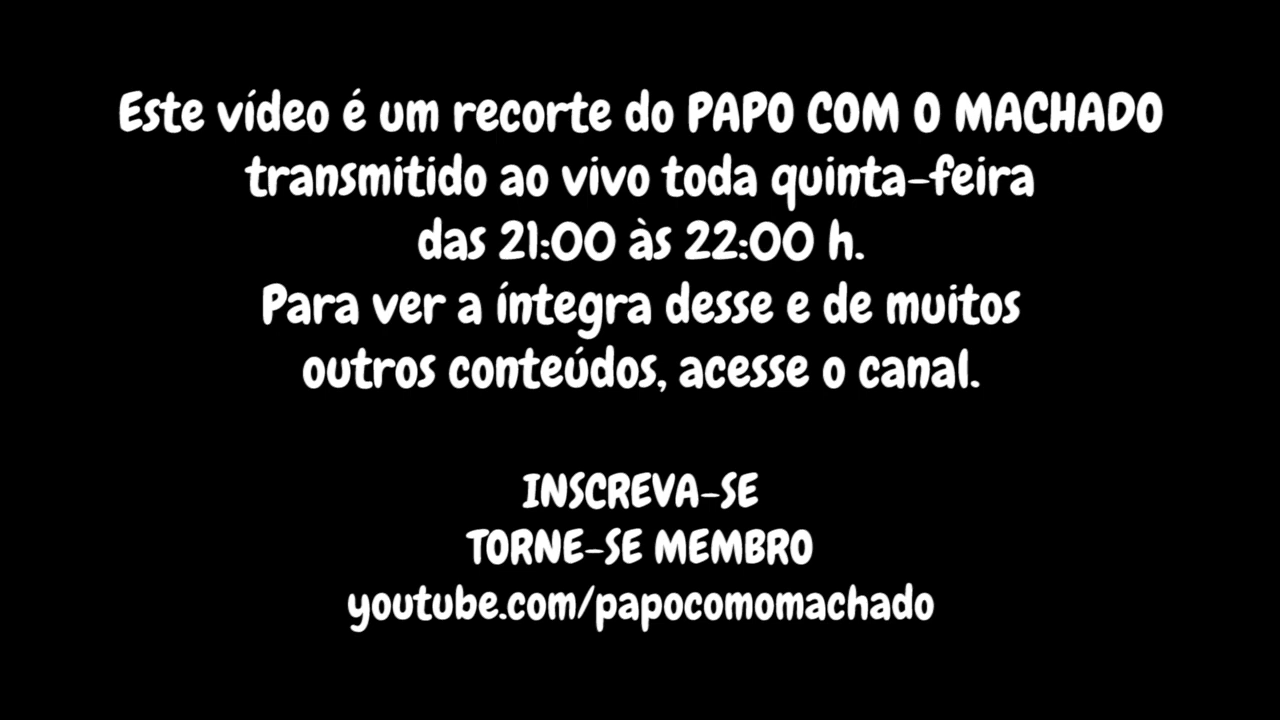 Este vídeo é um recorte do PAPO COM O MACHADO
transmitido ao vivo toda quinta-feira
das 21:00 às 22:00 h.
Para ver a íntegra desse e de muitos
outros conteúdos, acesse o canal.
INSCREVA-SE
TORNE-SE MEMBRO
youtube.com/papocomomachado